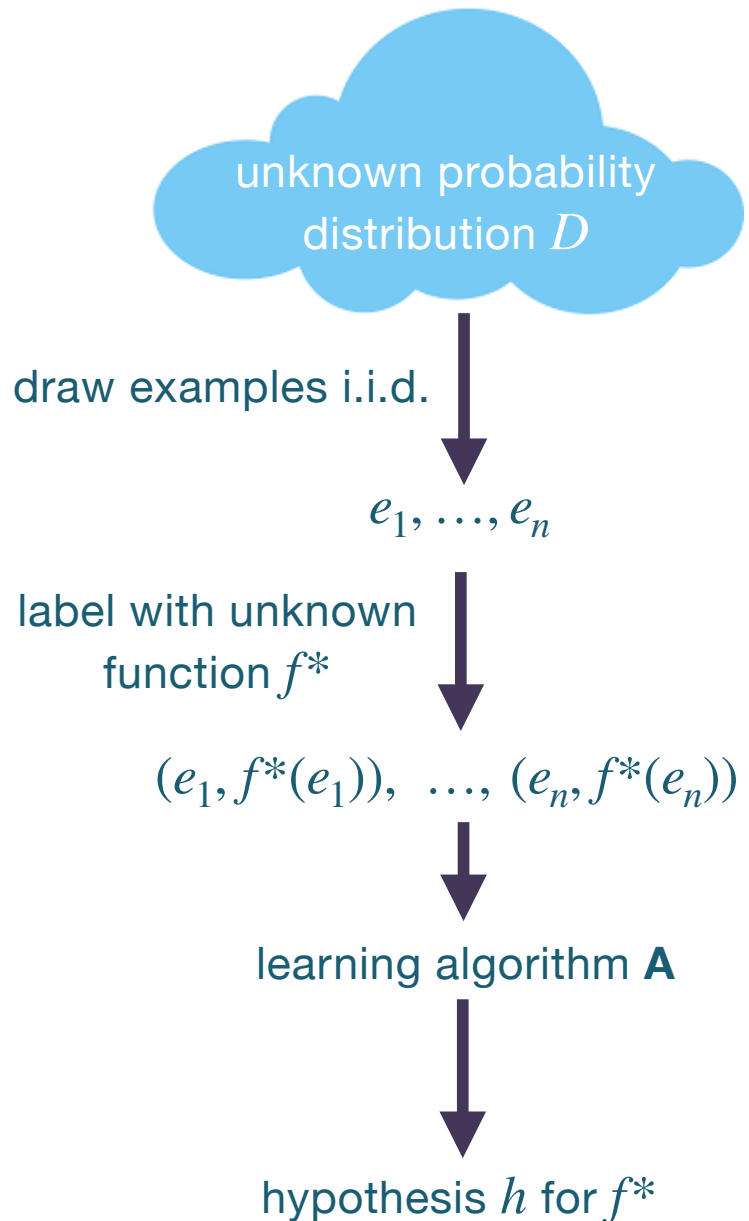 unknown probability
distribution D
draw examples i.i.d.
e₁, …, eₙ
label with unknown
function f*
(e₁, f*(e₁)), …, (eₙ, f*(eₙ))
learning algorithm A
hypothesis h for f*